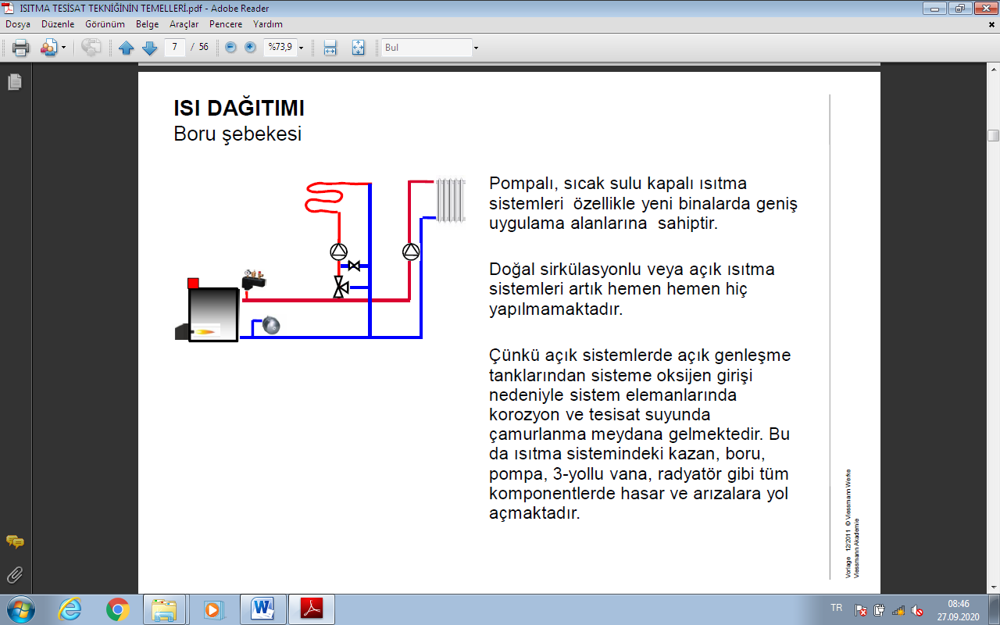 ISITMA TESİSAT TEKNİĞİNİN TEMELLERİ.pdf - Adobe Reader
Dosya Düzenle Görünüm Belge Araçlar Pencere Yardım
7 / 56 %73,9 Bul
ISI DAĞITIMI
Boru şebekesi
Pompalı, sıcak sulu kapalı ısıtma
sistemleri özellikle yeni binalarda geniş
uygulama alanlarına sahiptir.
Doğal sirkülasyonlu veya açık ısıtma
sistemleri artık hemen hemen hiç
yapılmamaktadır.
Çünkü açık sistemlerde açık genleşme
tanklarından sisteme oksijen girişi
nedeniyle sistem elemanlarında
korozyon ve tesisat suyunda
çamurlanma meydana gelmektedir. Bu
da ısıtma sistemindeki kazan, boru,
pompa, 3-yollu vana, radyatör gibi tüm
komponentlerde hasar ve arızalara yol
açmaktadır.
Vorlage 12/2011 © Viessmann Werke
Viessmann Akademie
TR
08:46
27.09.2020